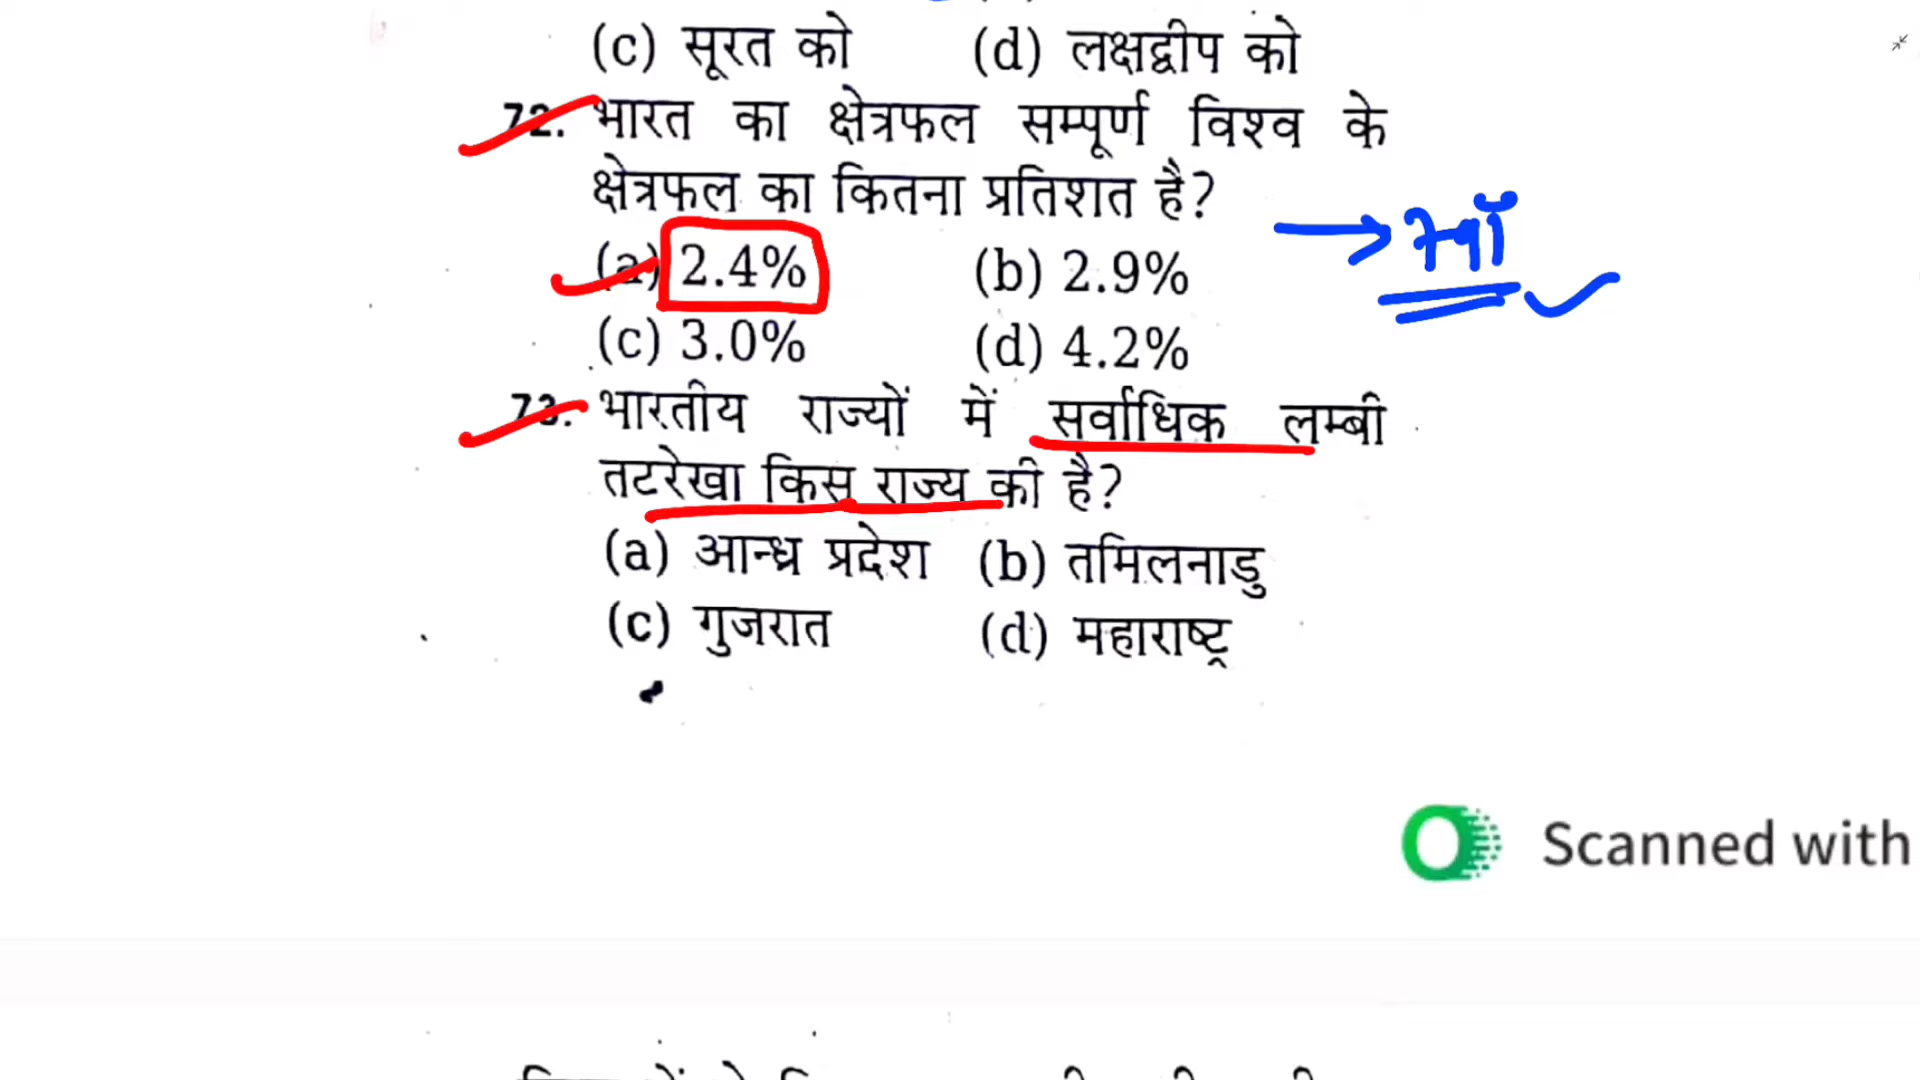 (c) सूरत को (d) लक्षद्वीप को
72. भारत का क्षेत्रफल सम्पूर्ण विश्व के
क्षेत्रफल का कितना प्रतिशत है?
→ 7वाँ
(a) 2.4% (b) 2.9%
(c) 3.0% (d) 4.2%
73. भारतीय राज्यों में सर्वाधिक लम्बी
तटरेखा किस राज्य की है?
(a) आन्ध्र प्रदेश (b) तमिलनाडु
(c) गुजरात (d) महाराष्ट्र
Scanned with